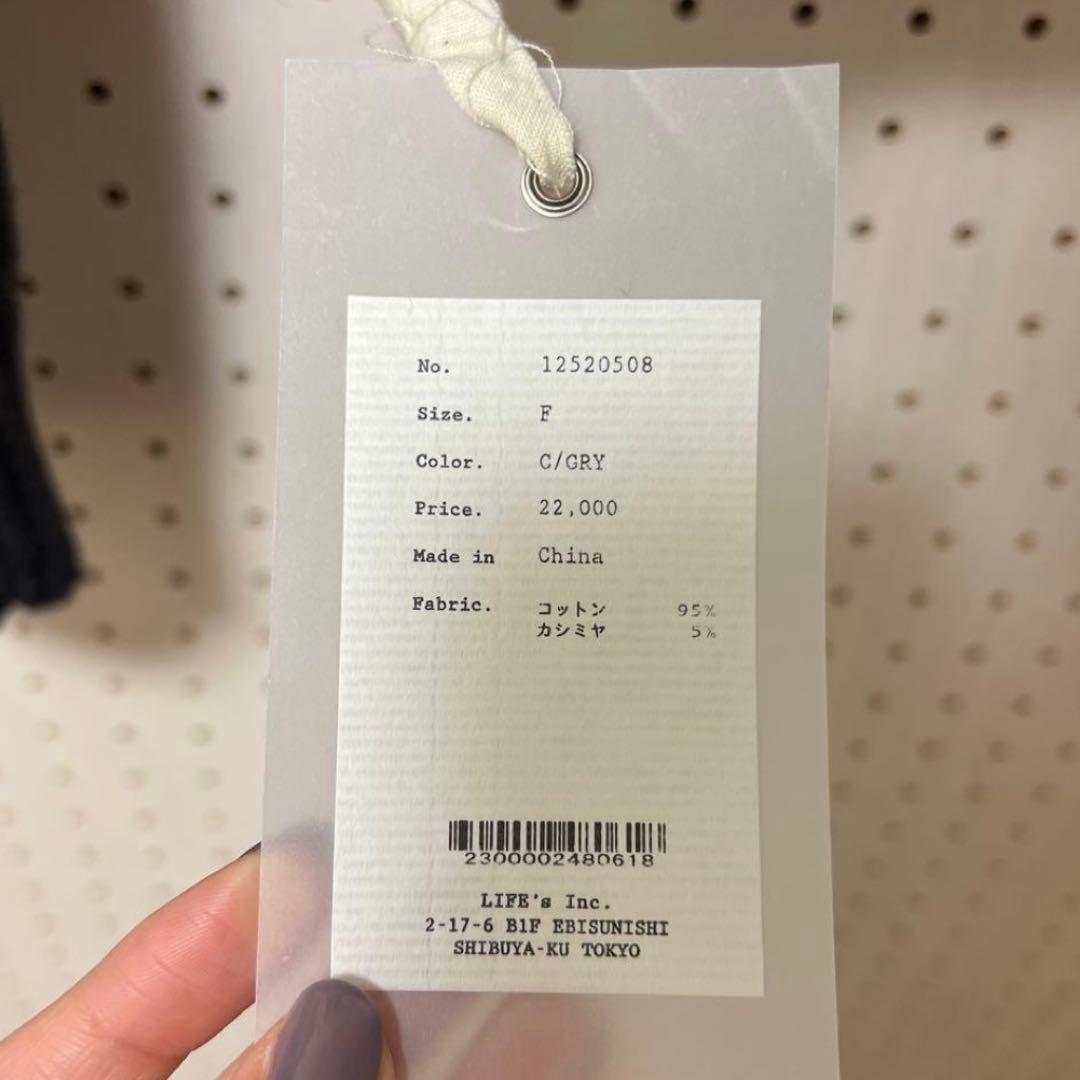 No. 12520508
Size. F
Color. C/GRY
Price. 22,000
Made in China
Fabric. コットン 95%
カシミヤ 5%
2300002480618
LIFE's Inc.
2-17-6 B1F EBISUNISHI
SHIBUYA-KU TOKYO